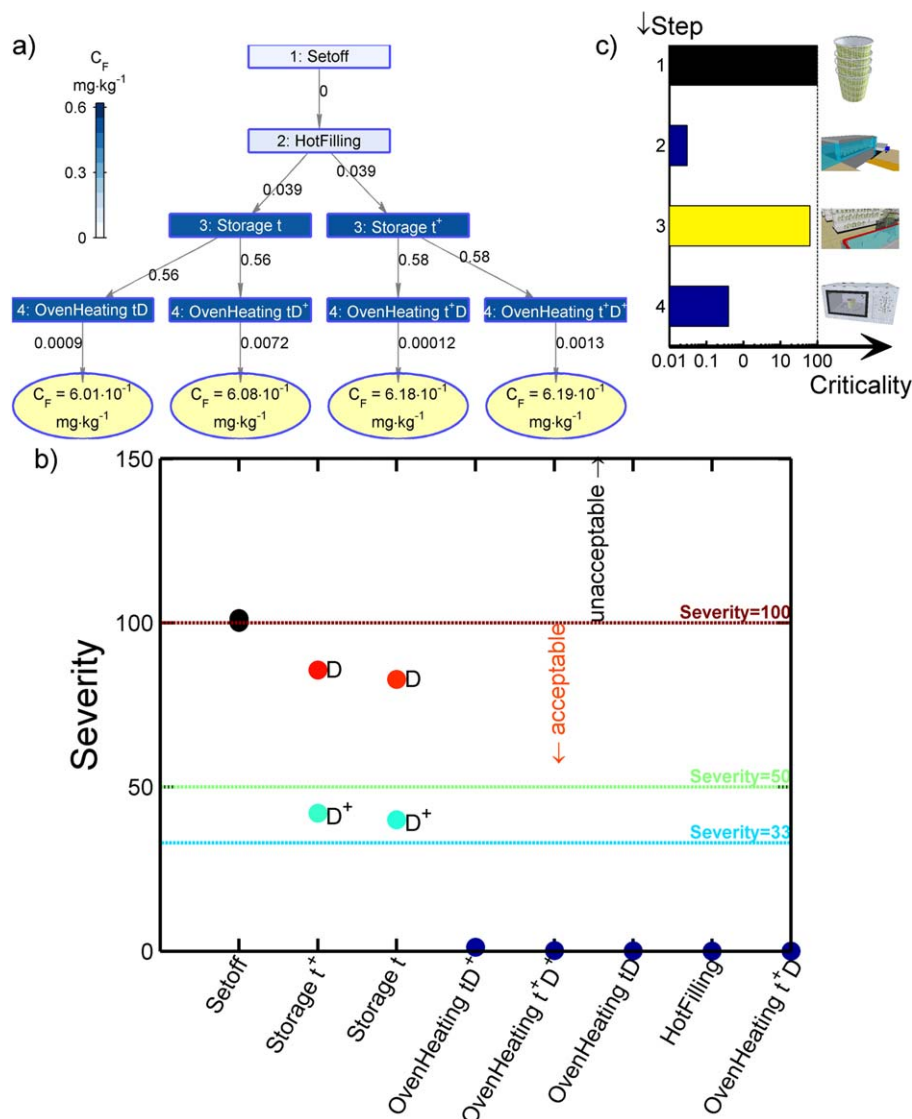 a)
C_F
mg·kg⁻¹
0.6
0.3
0
1: Setoff
0
2: HotFilling
0.039
0.039
3: Storage t
3: Storage t⁺
0.56
0.56
0.58
0.58
4: OvenHeating tD
4: OvenHeating tD⁺
4: OvenHeating t⁺D
4: OvenHeating t⁺D⁺
0.0009
0.0072
0.00012
0.0013
C_F = 6.01·10⁻¹
mg·kg⁻¹
C_F = 6.08·10⁻¹
mg·kg⁻¹
C_F = 6.18·10⁻¹
mg·kg⁻¹
C_F = 6.19·10⁻¹
mg·kg⁻¹
c)
↓Step
1
2
3
4
0.01 0.1 0 10 100
Criticality
b)
Severity
150
100
50
0
unacceptable →
← acceptable
Severity=100
Severity=50
Severity=33
D
D
D⁺
D⁺
Setoff
Storage t⁺
Storage t
OvenHeating tD⁺
OvenHeating t⁺D⁺
OvenHeating tD
HotFilling
OvenHeating t⁺D